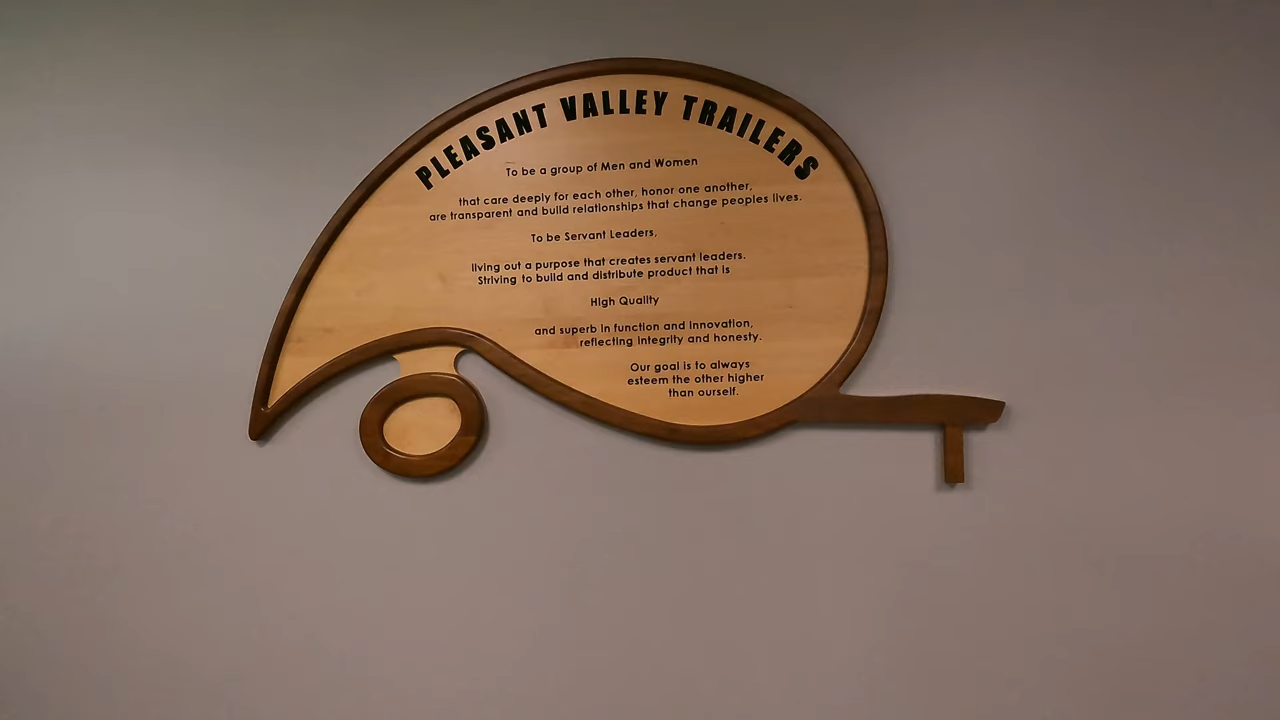 PLEASANT VALLEY TRAILERS
To be a group of Men and Women
that care deeply for each other, honor one another,
are transparent and build relationships that change peoples lives.
To be Servant Leaders,
living out a purpose that creates servant leaders.
Striving to build and distribute product that is
High Quality
and superb in function and innovation,
reflecting integrity and honesty.
Our goal is to always
esteem the other higher
than ourself.